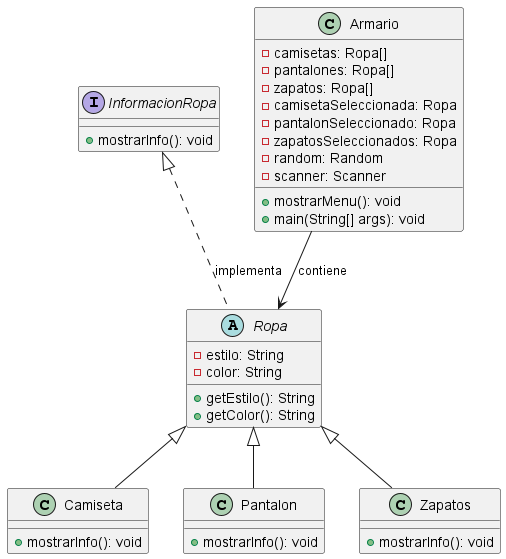 C Armario
camisetas: Ropa[]
pantalones: Ropa[]
zapatos: Ropa[]
camisetaSeleccionada: Ropa
pantalonSeleccionado: Ropa
zapatosSeleccionados: Ropa
random: Random
scanner: Scanner
mostrarMenu(): void
main(String[] args): void
I InformacionRopa
mostrarInfo(): void
implementa
contiene
A Ropa
estilo: String
color: String
getEstilo(): String
getColor(): String
C Camiseta
mostrarInfo(): void
C Pantalon
mostrarInfo(): void
C Zapatos
mostrarInfo(): void